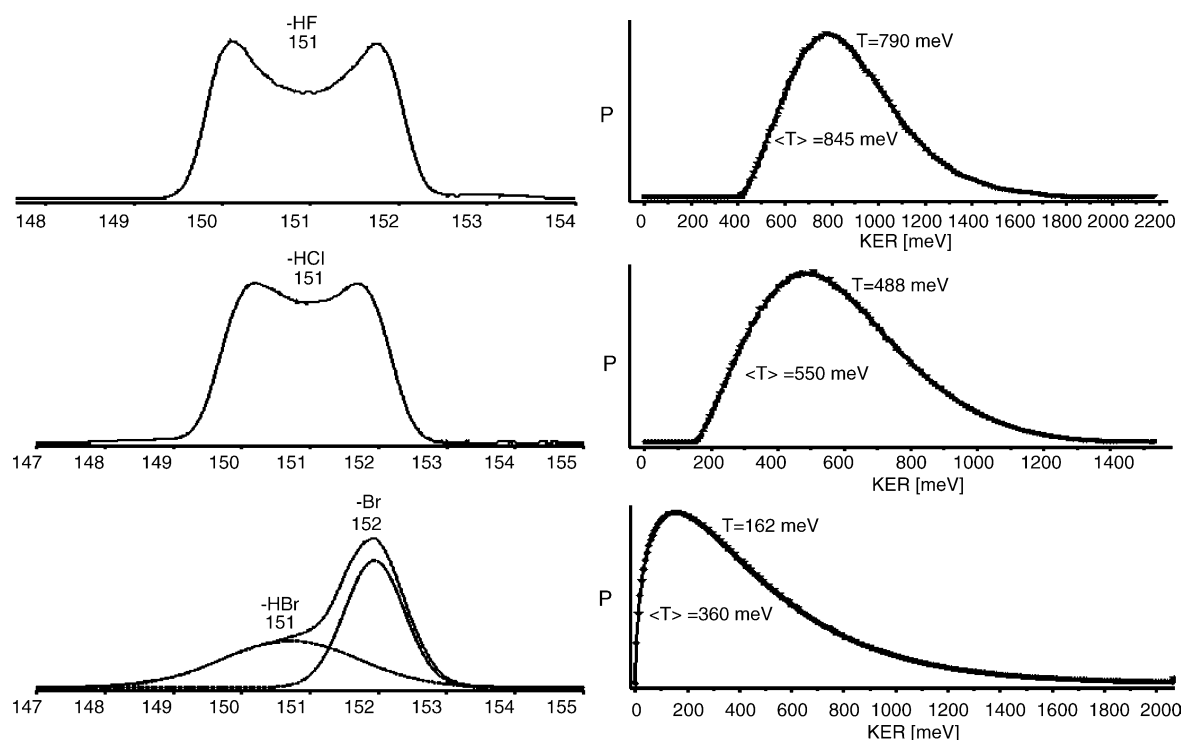 -HF
151
148 149 150 151 152 153 154
P
T=790 meV
<T> =845 meV
0 200 400 600 800 1000 1200 1400 1600 1800 2000 2200
KER [meV]
-HCl
151
147 148 149 150 151 152 153 154 155
P
T=488 meV
<T> =550 meV
0 200 400 600 800 1000 1200 1400
KER [meV]
-Br
152
-HBr
151
147 148 149 150 151 152 153 154 155
P
T=162 meV
<T> =360 meV
0 200 400 600 800 1000 1200 1400 1600 1800 2000
KER [meV]